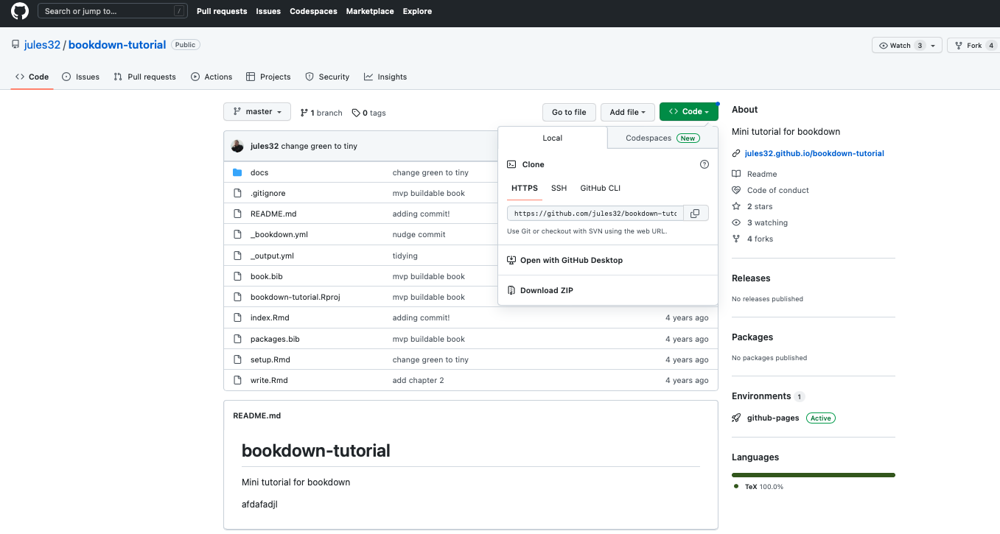 Search or jump to... /
Pull requests Issues Codespaces Marketplace Explore
jules32 / bookdown-tutorial Public
Watch 3
Fork 4
Code Issues Pull requests Actions Projects Security Insights
master
1 branch 0 tags
Go to file Add file Code
jules32 change green to tiny
docs change green to tiny
.gitignore mvp buildable book
README.md adding commit!
_bookdown.yml nudge commit
_output.yml tidying
book.bib mvp buildable book
bookdown-tutorial.Rproj mvp buildable book
index.Rmd adding commit! 4 years ago
packages.bib mvp buildable book 4 years ago
setup.Rmd change green to tiny 4 years ago
write.Rmd add chapter 2 4 years ago
Local Codespaces New
Clone
HTTPS SSH GitHub CLI
https://github.com/jules32/bookdown-tuto
Use Git or checkout with SVN using the web URL.
Open with GitHub Desktop
Download ZIP
README.md
bookdown-tutorial
Mini tutorial for bookdown
afdafadjl
About
Mini tutorial for bookdown
jules32.github.io/bookdown-tutorial
Readme
Code of conduct
2 stars
3 watching
4 forks
Releases
No releases published
Packages
No packages published
Environments 1
github-pages Active
Languages
TeX 100.0%